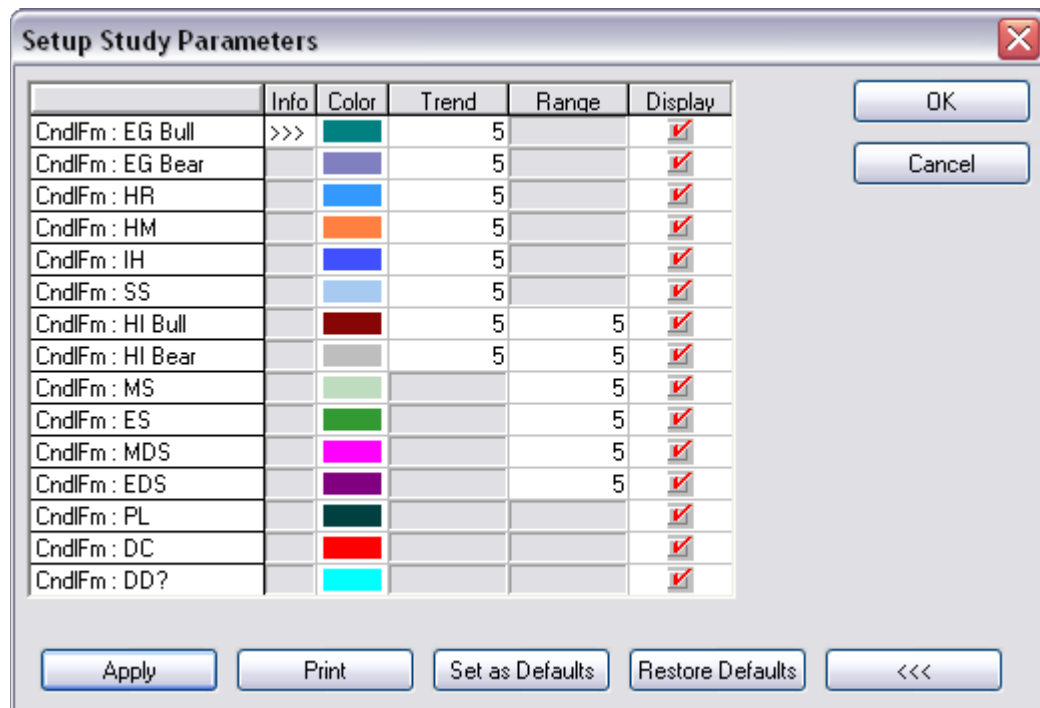 Setup Study Parameters
Info Color Trend Range Display
CndlFm : EG Bull >>> 5
CndlFm : EG Bear 5
CndlFm : HR 5
CndlFm : HM 5
CndlFm : IH 5
CndlFm : SS 5
CndlFm : HI Bull 5 5
CndlFm : HI Bear 5 5
CndlFm : MS 5
CndlFm : ES 5
CndlFm : MDS 5
CndlFm : EDS 5
CndlFm : PL
CndlFm : DC
CndlFm : DD?
OK
Cancel
Apply Print Set as Defaults Restore Defaults <<<